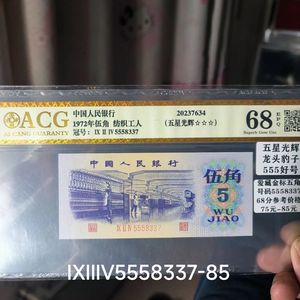 ACG
AI CANG GUARANTY
中国人民银行
1972年伍角 纺织工人
冠号:IX II IV 5558337
20237634
(五星光辉☆☆☆)
68 EPQ
Superb Gem Unc
中国人民银行
伍角
5
WU
JIAO
IX II IV 5558337
五星光辉
龙头豹子
555好号
爱藏金标五角
号码5558337
68分参考价格
75元-85元
IXIIIV5558337-85